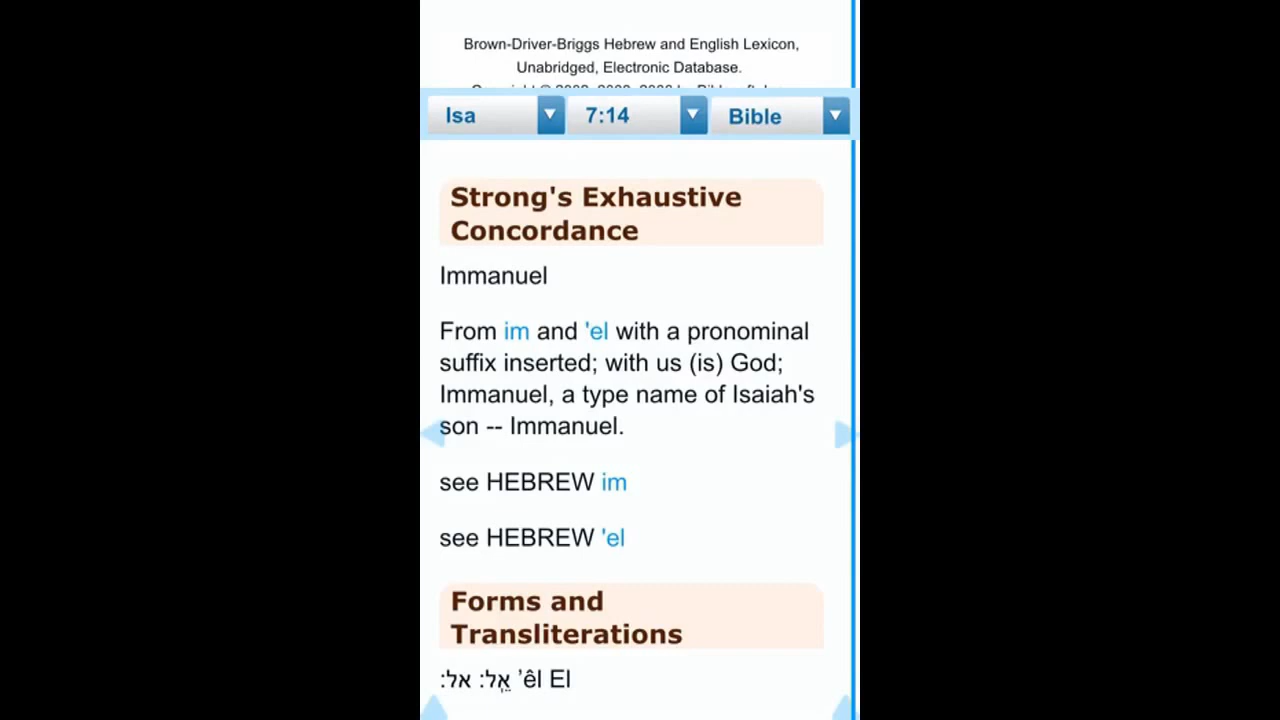 Brown-Driver-Briggs Hebrew and English Lexicon,
Unabridged, Electronic Database.
Isa 7:14 Bible
Strong's Exhaustive
Concordance
Immanuel
From im and 'el with a pronominal
suffix inserted; with us (is) God;
Immanuel, a type name of Isaiah's
son -- Immanuel.
see HEBREW im
see HEBREW 'el
Forms and
Transliterations
אֵֽל׃ אל׃ ’êl El